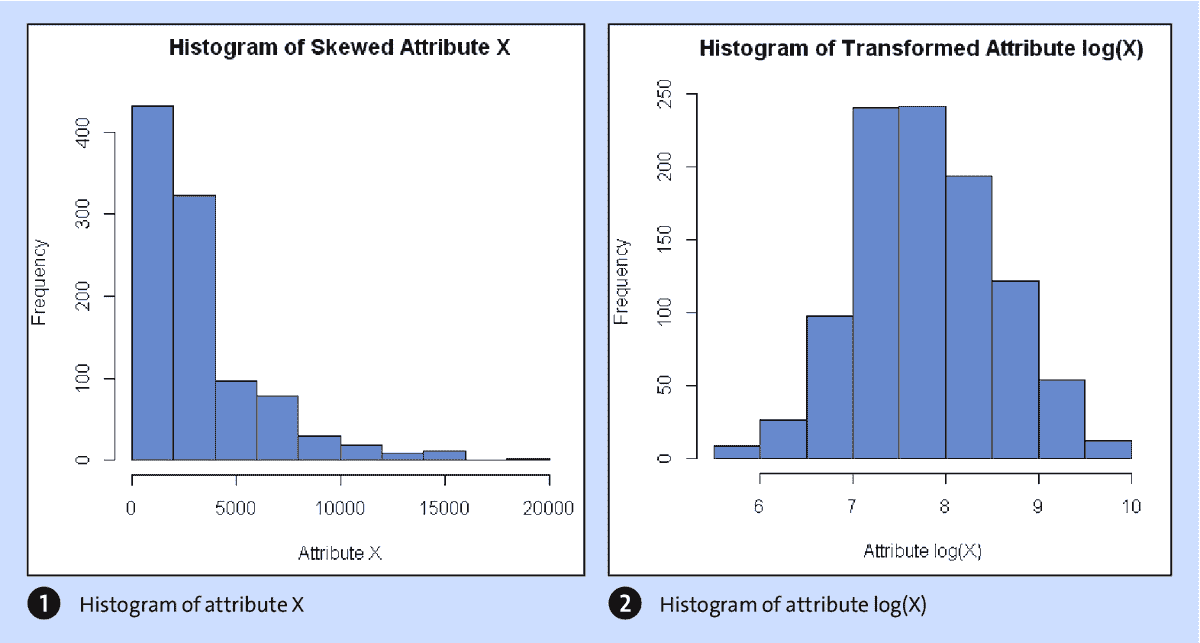 Histogram of Skewed Attribute X
Frequency
400
300
200
100
0
0 5000 10000 15000 20000
Attribute X
1 Histogram of attribute X
Histogram of Transformed Attribute log(X)
Frequency
250
200
150
100
50
0
6 7 8 9 10
Attribute log(X)
2 Histogram of attribute log(X)